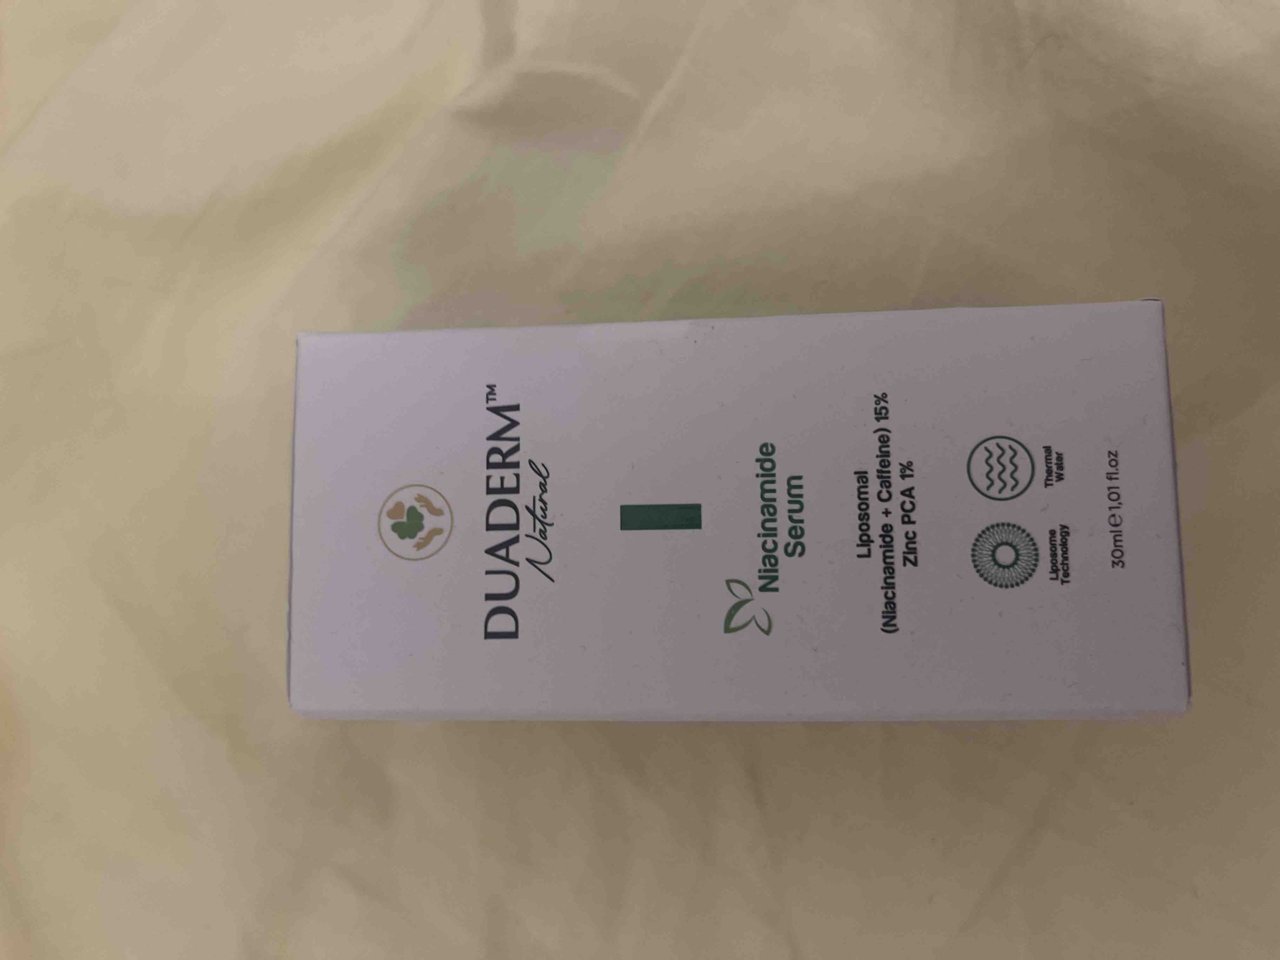 DUADERM™
Natural
Niacinamide
Serum
Liposomal
(Niacinamide + Caffeine) 15%
Zinc PCA 1%
Liposome
Technology
Thermal
Water
30ml e 1,01 fl.oz